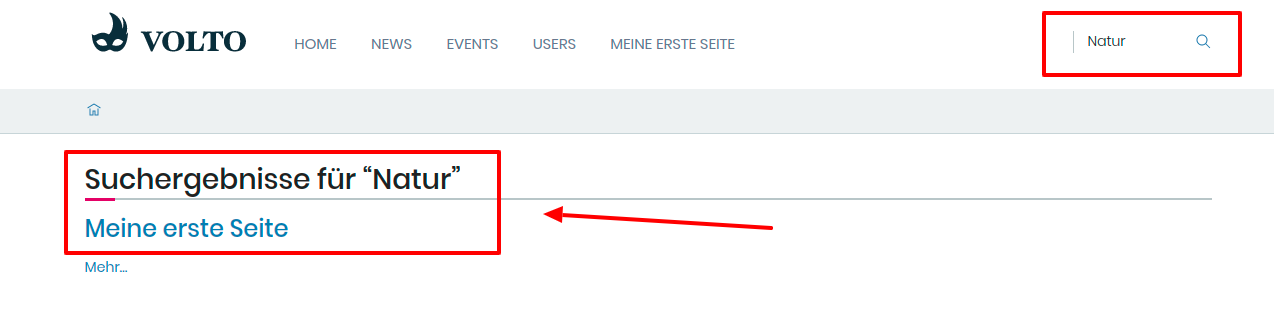 VOLTO
HOME NEWS EVENTS USERS MEINE ERSTE SEITE
Natur
Suchergebnisse für “Natur”
Meine erste Seite
Mehr...